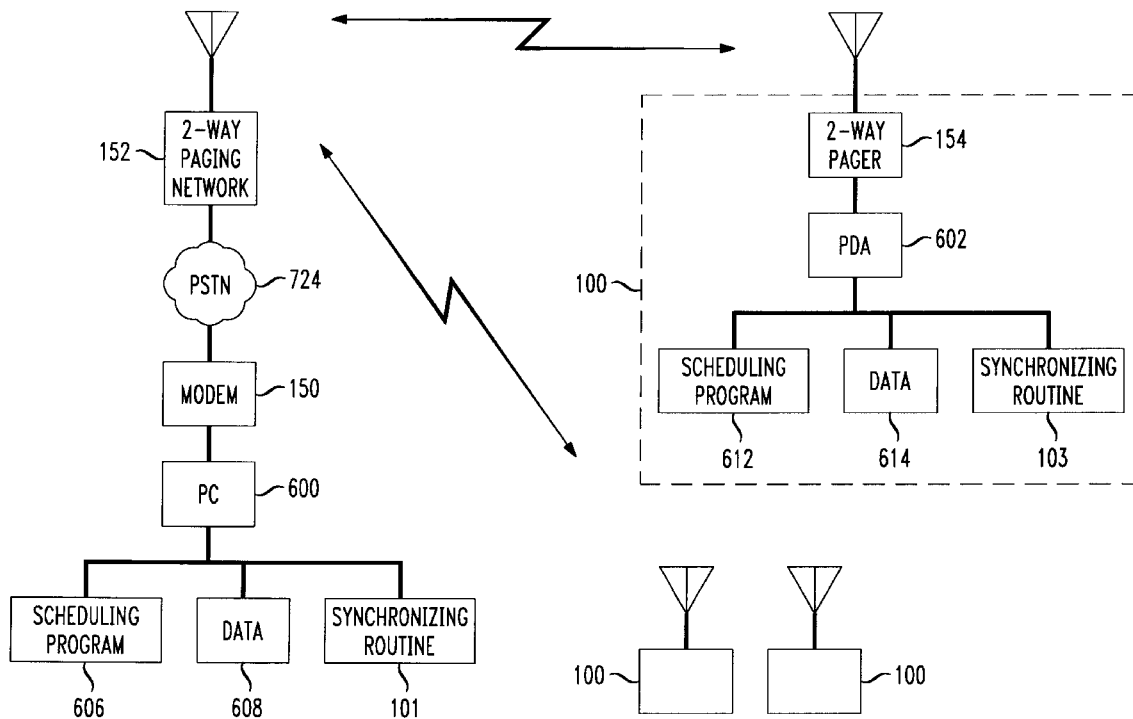 2-WAY
PAGING
NETWORK
152
PSTN
724
MODEM
150
PC
600
SCHEDULING
PROGRAM
606
DATA
608
SYNCHRONIZING
ROUTINE
101
2-WAY
PAGER
154
PDA
602
100
SCHEDULING
PROGRAM
612
DATA
614
SYNCHRONIZING
ROUTINE
103
100
100